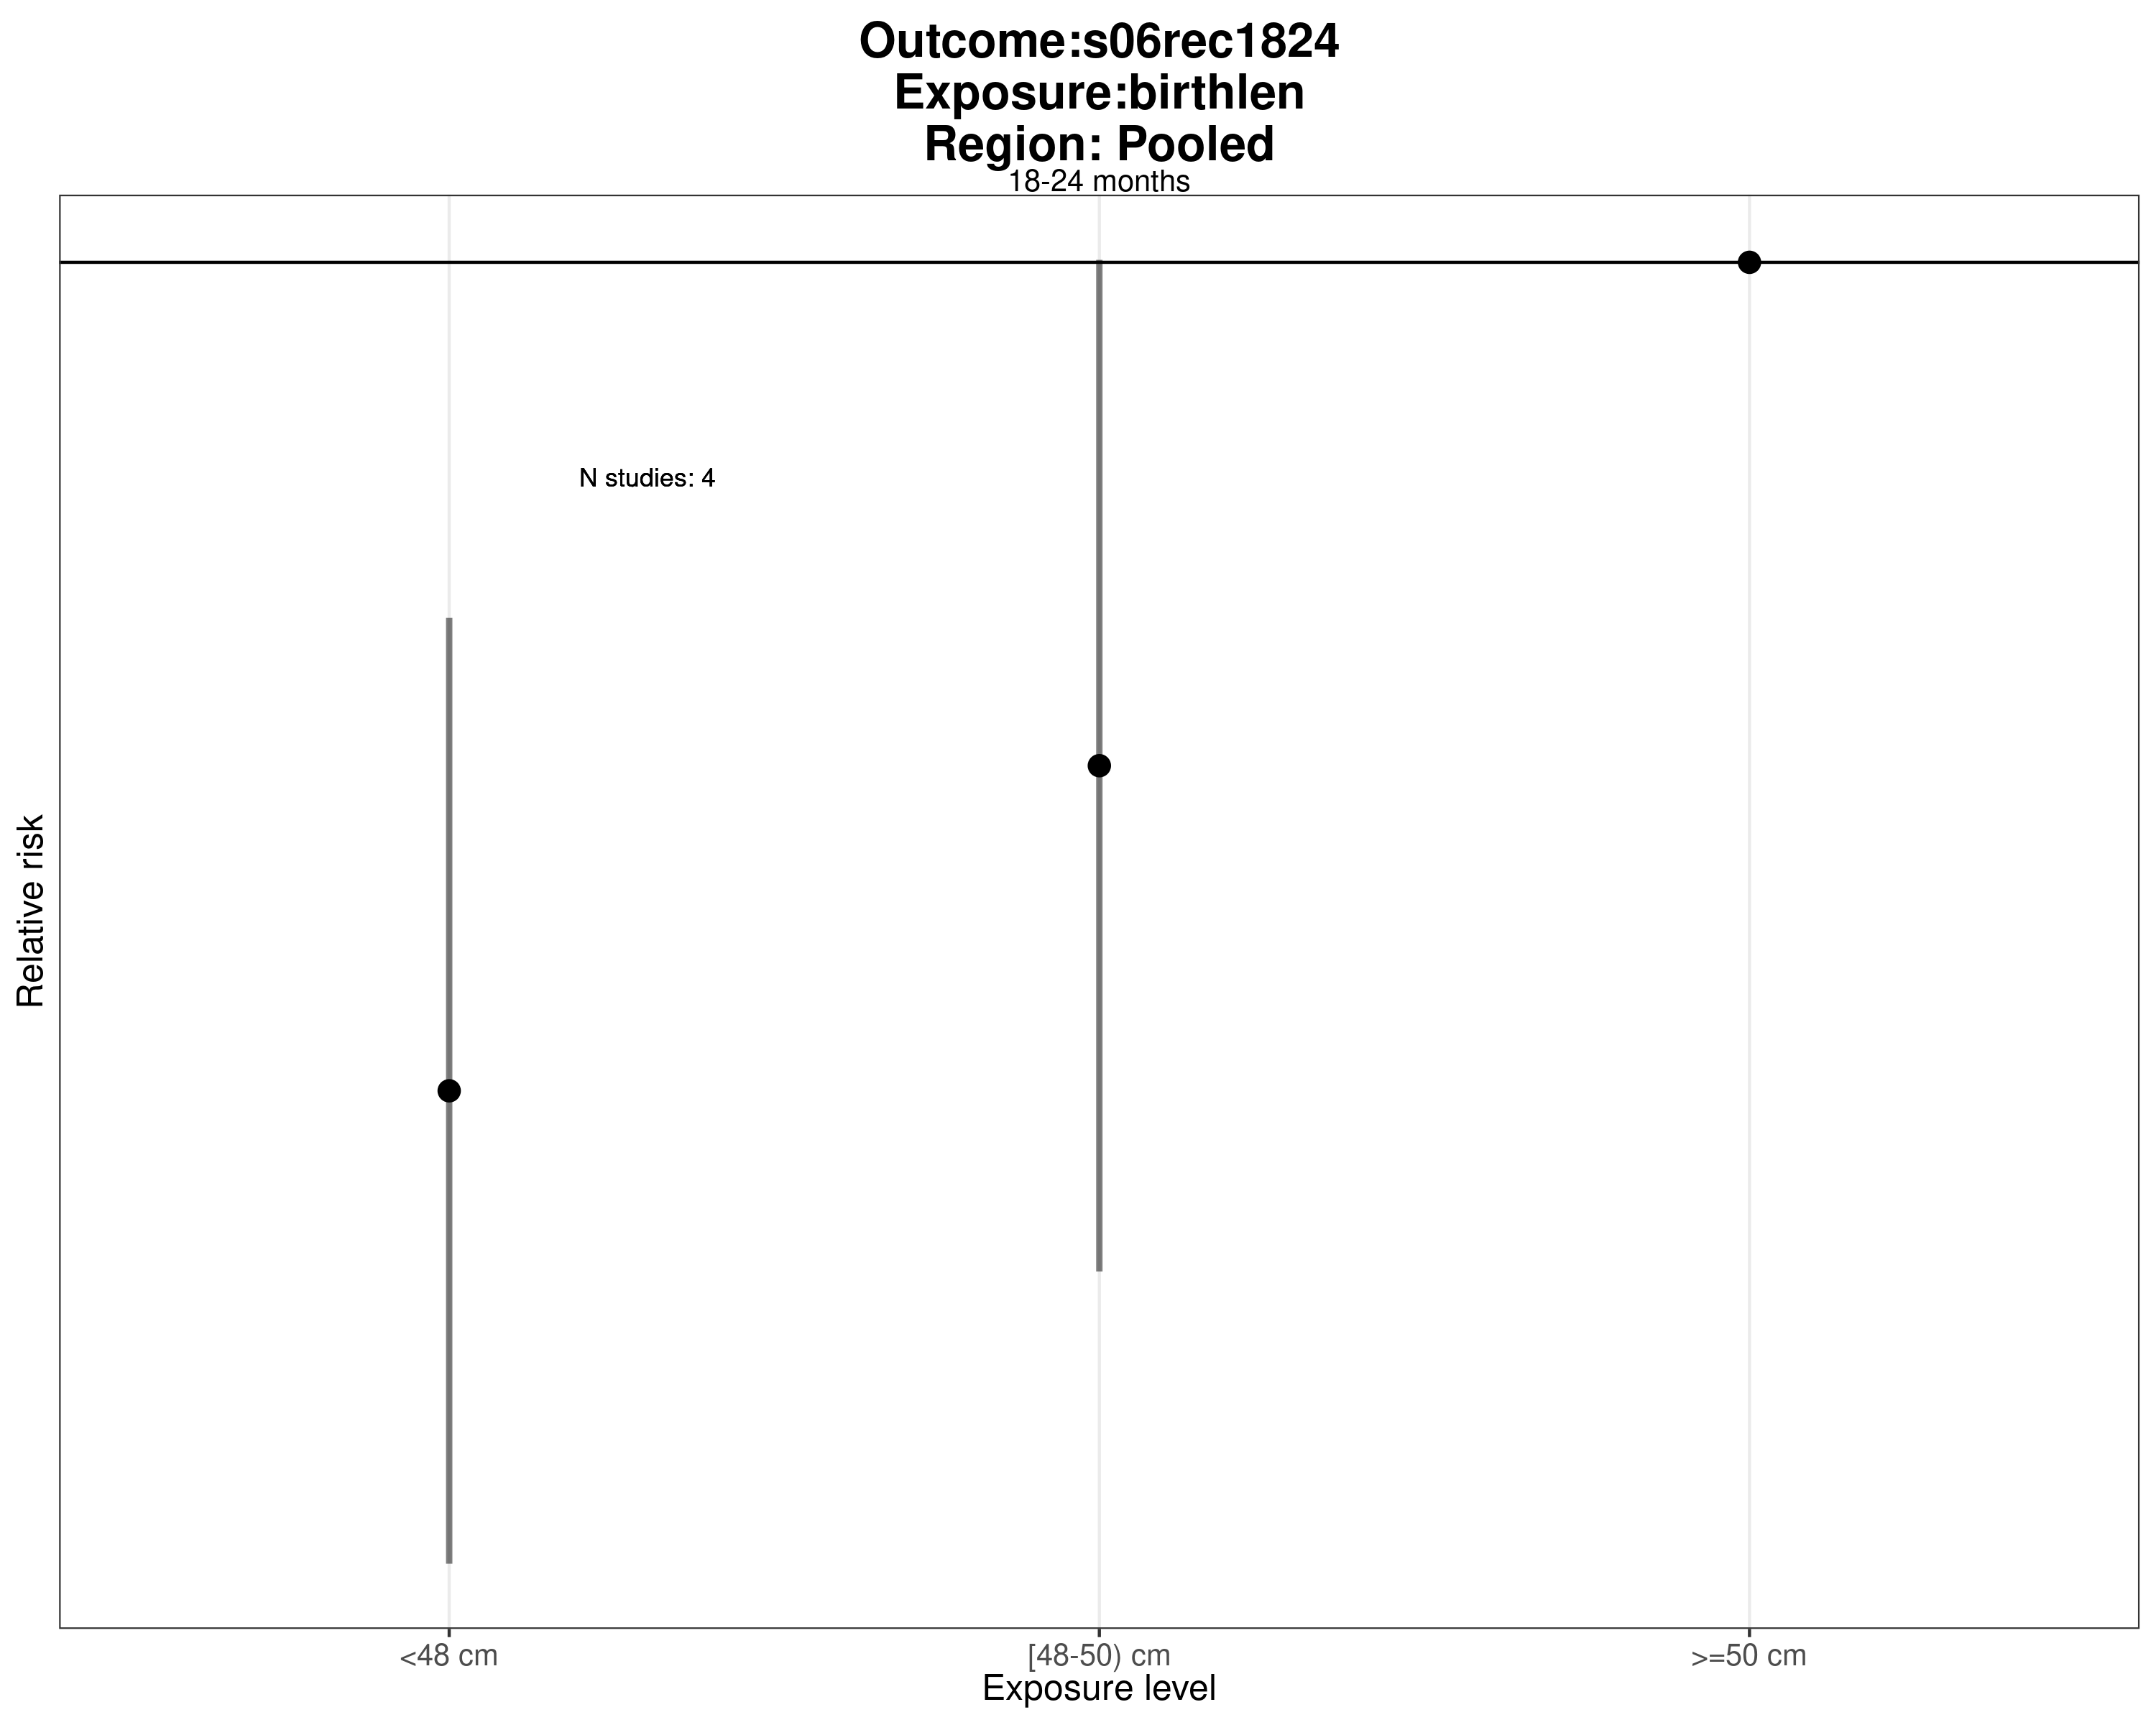 Outcome:s06rec1824
Exposure:birthlen
Region: Pooled
18-24 months
N studies: 4
Relative risk
<48 cm
[48-50) cm
>=50 cm
Exposure level